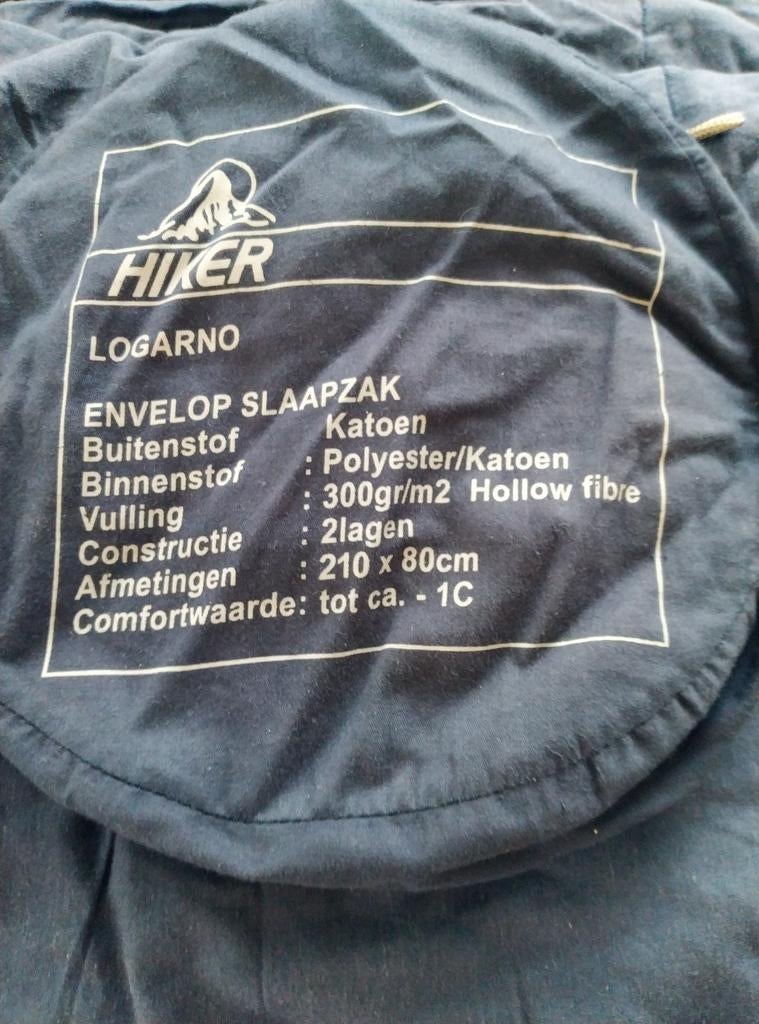 HIKER
LOGARNO
ENVELOP SLAAPZAK
Buitenstof Katoen
Binnenstof : Polyester/Katoen
Vulling : 300gr/m2 Hollow fibre
Constructie : 2lagen
Afmetingen : 210 x 80cm
Comfortwaarde: tot ca. - 1C